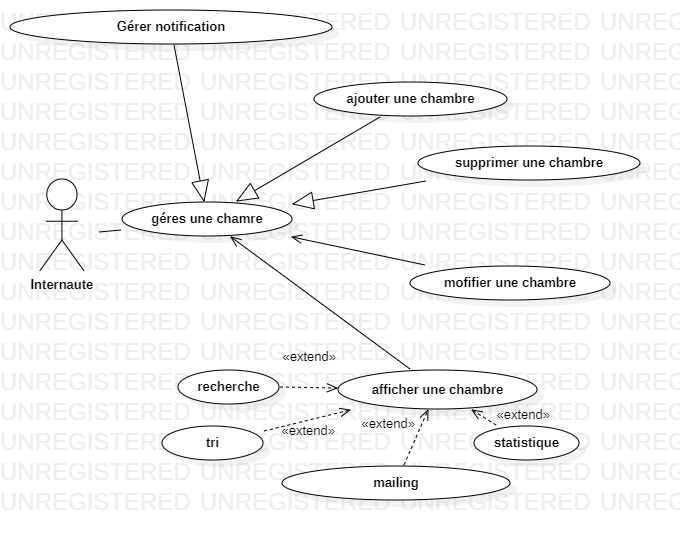 UNREGISTERED UNREGISTERED UNREGISTERED UNREGISTERED
Gérer notification
ajouter une chambre
supprimer une chambre
géres une chamre
Internaute
mofifier une chambre
«extend»
recherche
afficher une chambre
«extend»
«extend»
«extend»
tri
statistique
mailing